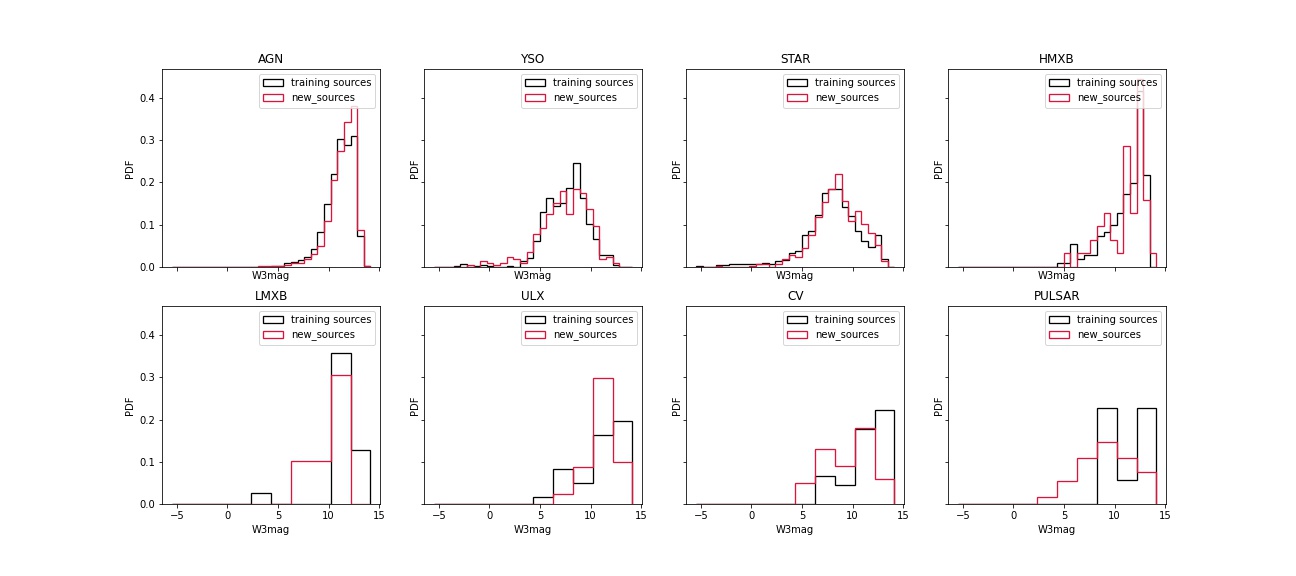 AGN
YSO
STAR
HMXB
training sources
new_sources
training sources
new_sources
training sources
new_sources
training sources
new_sources
0.4
0.3
0.2
0.1
0.0
PDF
PDF
PDF
PDF
W3mag
W3mag
W3mag
W3mag
LMXB
ULX
CV
PULSAR
training sources
new_sources
training sources
new_sources
training sources
new_sources
training sources
new_sources
0.4
0.3
0.2
0.1
0.0
PDF
PDF
PDF
PDF
−5 0 5 10 15
−5 0 5 10 15
−5 0 5 10 15
−5 0 5 10 15
W3mag
W3mag
W3mag
W3mag